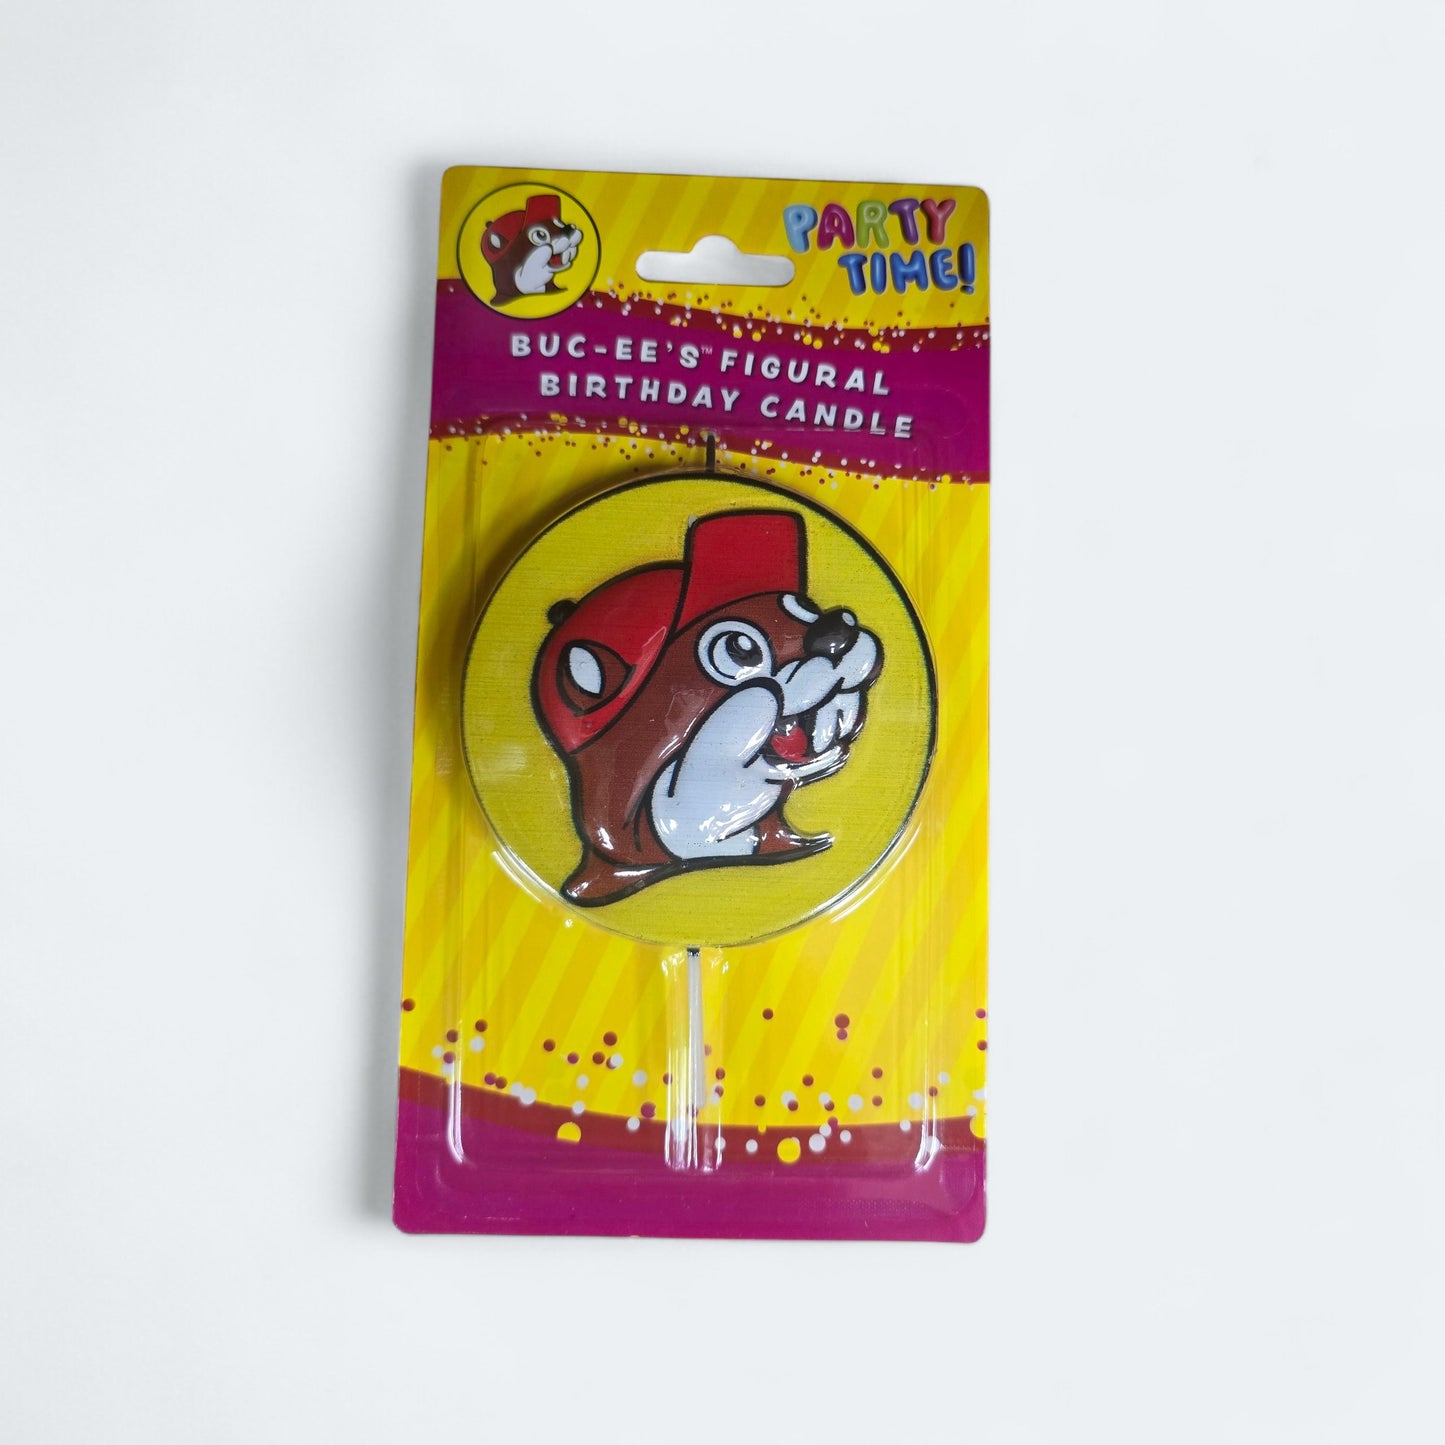 PARTY
TIME!
BUC-EE'S™ FIGURAL
BIRTHDAY CANDLE